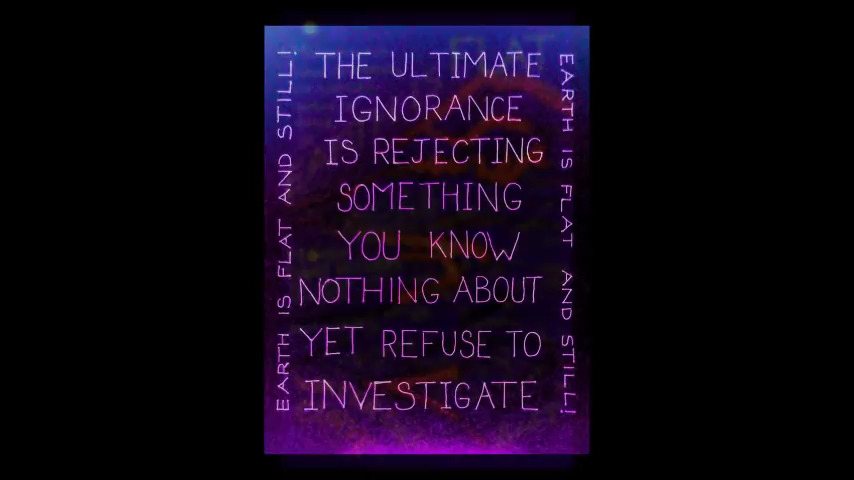 THE ULTIMATE
IGNORANCE
IS REJECTING
SOMETHING
YOU KNOW
NOTHING ABOUT
YET REFUSE TO
INVESTIGATE
EARTH IS FLAT AND STILL!
EARTH IS FLAT AND STILL!